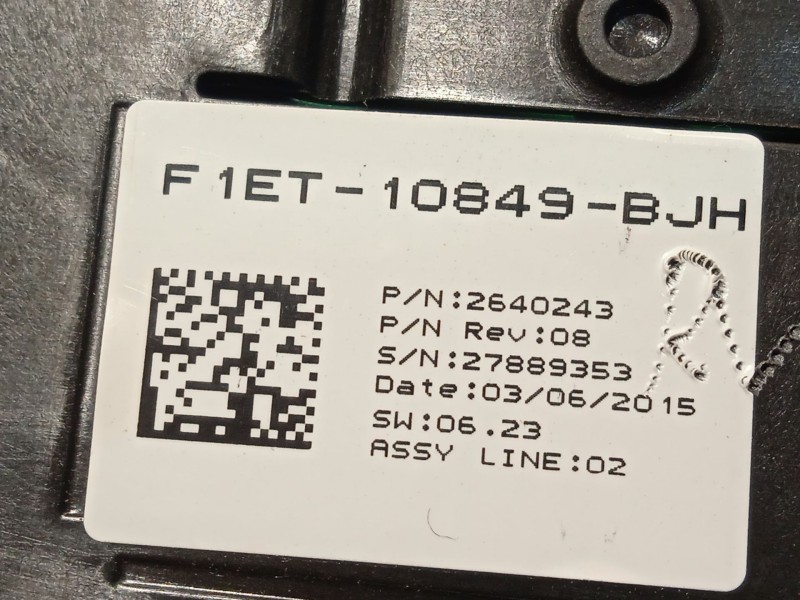 F1ET-10849-BJH
P/N:2640243
P/N Rev:08
S/N:27889353
Date:03/06/2015
SW:06.23
ASSY LINE:02